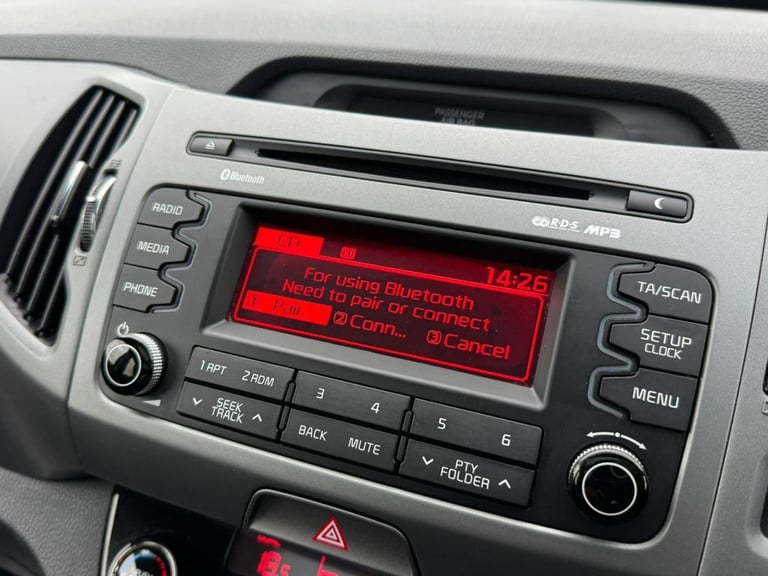 PASSENGER
AIR BAG
Bluetooth
R·D·S MP3
RADIO
MEDIA
PHONE
CD
14:26
For using Bluetooth
Need to pair or connect
1 Pair 2 Conn... 3 Cancel
TA/SCAN
SETUP
CLOCK
MENU
1 RPT 2 RDM 3 4 5 6
SEEK
TRACK
BACK MUTE
PTY
FOLDER
18.5